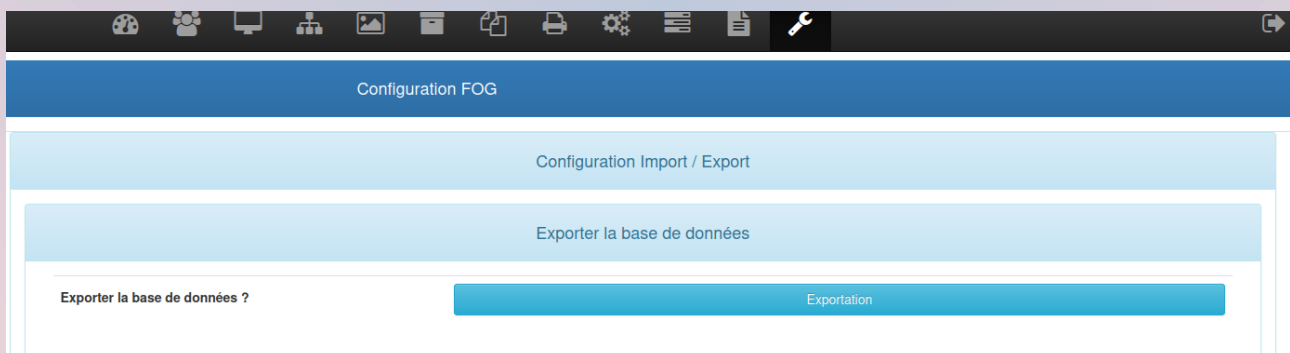 Configuration FOG
Configuration Import / Export
Exporter la base de données
Exporter la base de données ?
Exportation